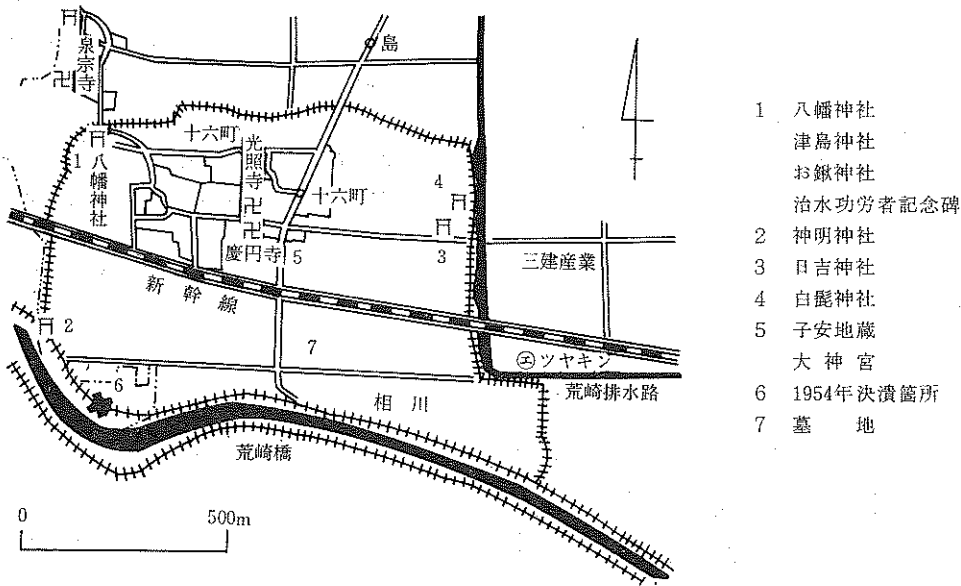 島
泉宗寺
十六町
光照寺
1
八幡神社
4
十六町
慶円寺
5
3
三建産業
新幹線
2
7
㋓ツヤキン
6
相川
荒崎排水路
荒崎橋
0 500m
1 八幡神社
津島神社
お鍬神社
治水功労者記念碑
2 神明神社
3 日吉神社
4 白髭神社
5 子安地蔵
大神宮
6 1954年決潰箇所
7 墓地